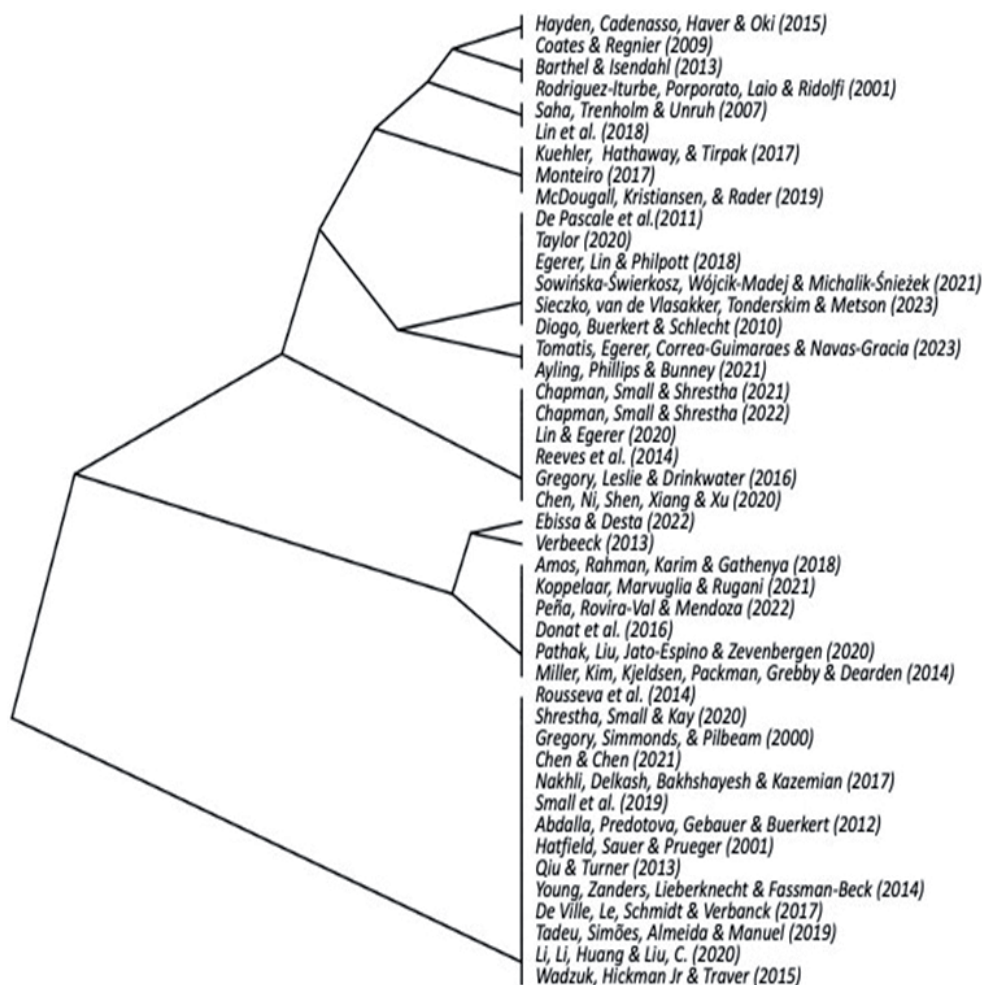 Hayden, Cadenasso, Haver & Oki (2015)
Coates & Regnier (2009)
Barthel & Isendahl (2013)
Rodriguez-Iturbe, Porporato, Laio & Ridolfi (2001)
Saha, Trenholm & Unruh (2007)
Lin et al. (2018)
Kuehler, Hathaway, & Tirpak (2017)
Monteiro (2017)
McDougall, Kristiansen, & Rader (2019)
De Pascale et al.(2011)
Taylor (2020)
Egerer, Lin & Philpott (2018)
Sowińska-Świerkosz, Wójcik-Madej & Michalik-Śnieżek (2021)
Sieczko, van de Vlasakker, Tonderskim & Metson (2023)
Diogo, Buerkert & Schlecht (2010)
Tomatis, Egerer, Correa-Guimaraes & Navas-Gracia (2023)
Ayling, Phillips & Bunney (2021)
Chapman, Small & Shrestha (2021)
Chapman, Small & Shrestha (2022)
Lin & Egerer (2020)
Reeves et al. (2014)
Gregory, Leslie & Drinkwater (2016)
Chen, Ni, Shen, Xiang & Xu (2020)
Ebissa & Desta (2022)
Verbeeck (2013)
Amos, Rahman, Karim & Gathenya (2018)
Koppelaar, Marvuglia & Rugani (2021)
Peña, Rovira-Val & Mendoza (2022)
Donat et al. (2016)
Pathak, Liu, Jato-Espino & Zevenbergen (2020)
Miller, Kim, Kjeldsen, Packman, Grebby & Dearden (2014)
Rousseva et al. (2014)
Shrestha, Small & Kay (2020)
Gregory, Simmonds, & Pilbeam (2000)
Chen & Chen (2021)
Nakhli, Delkash, Bakhshayesh & Kazemian (2017)
Small et al. (2019)
Abdalla, Predotova, Gebauer & Buerkert (2012)
Hatfield, Sauer & Prueger (2001)
Qiu & Turner (2013)
Young, Zanders, Lieberknecht & Fassman-Beck (2014)
De Ville, Le, Schmidt & Verbanck (2017)
Tadeu, Simões, Almeida & Manuel (2019)
Li, Li, Huang & Liu, C. (2020)
Wadzuk, Hickman Jr & Traver (2015)